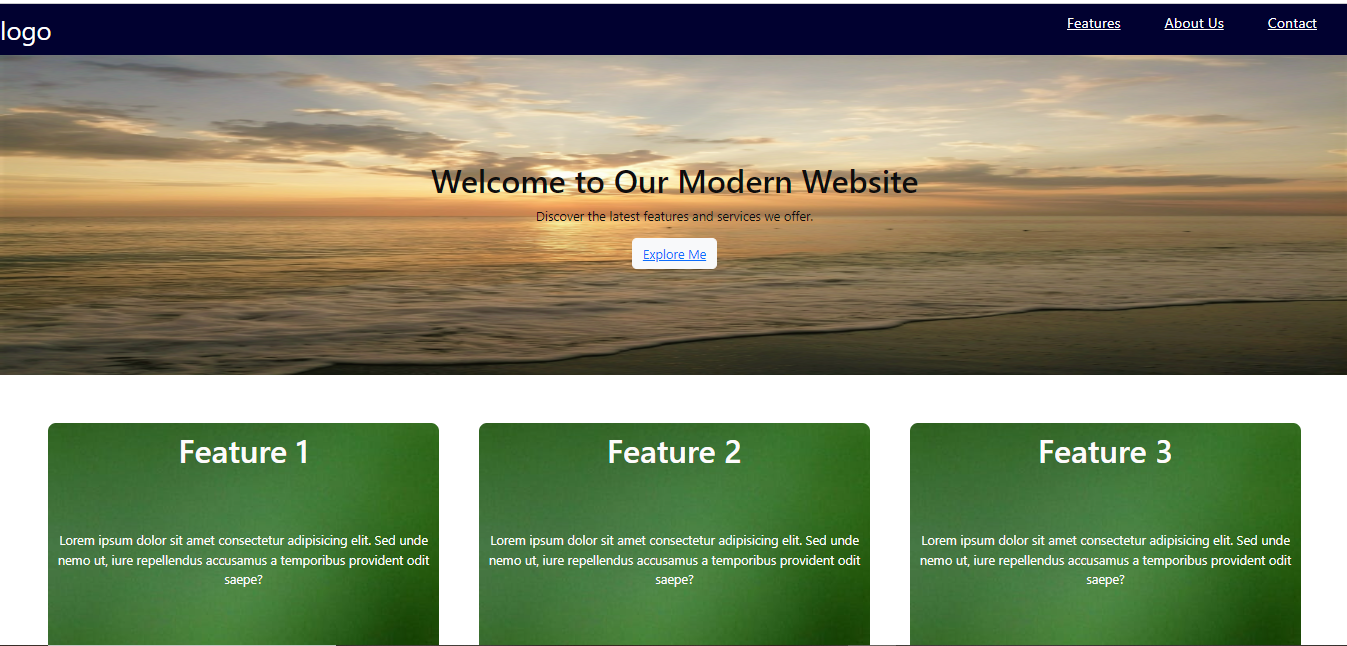 logo
Features About Us Contact
Welcome to Our Modern Website
Discover the latest features and services we offer.
Explore Me
Feature 1
Lorem ipsum dolor sit amet consectetur adipisicing elit. Sed unde
nemo ut, iure repellendus accusamus a temporibus provident odit
saepe?
Feature 2
Lorem ipsum dolor sit amet consectetur adipisicing elit. Sed unde
nemo ut, iure repellendus accusamus a temporibus provident odit
saepe?
Feature 3
Lorem ipsum dolor sit amet consectetur adipisicing elit. Sed unde
nemo ut, iure repellendus accusamus a temporibus provident odit
saepe?